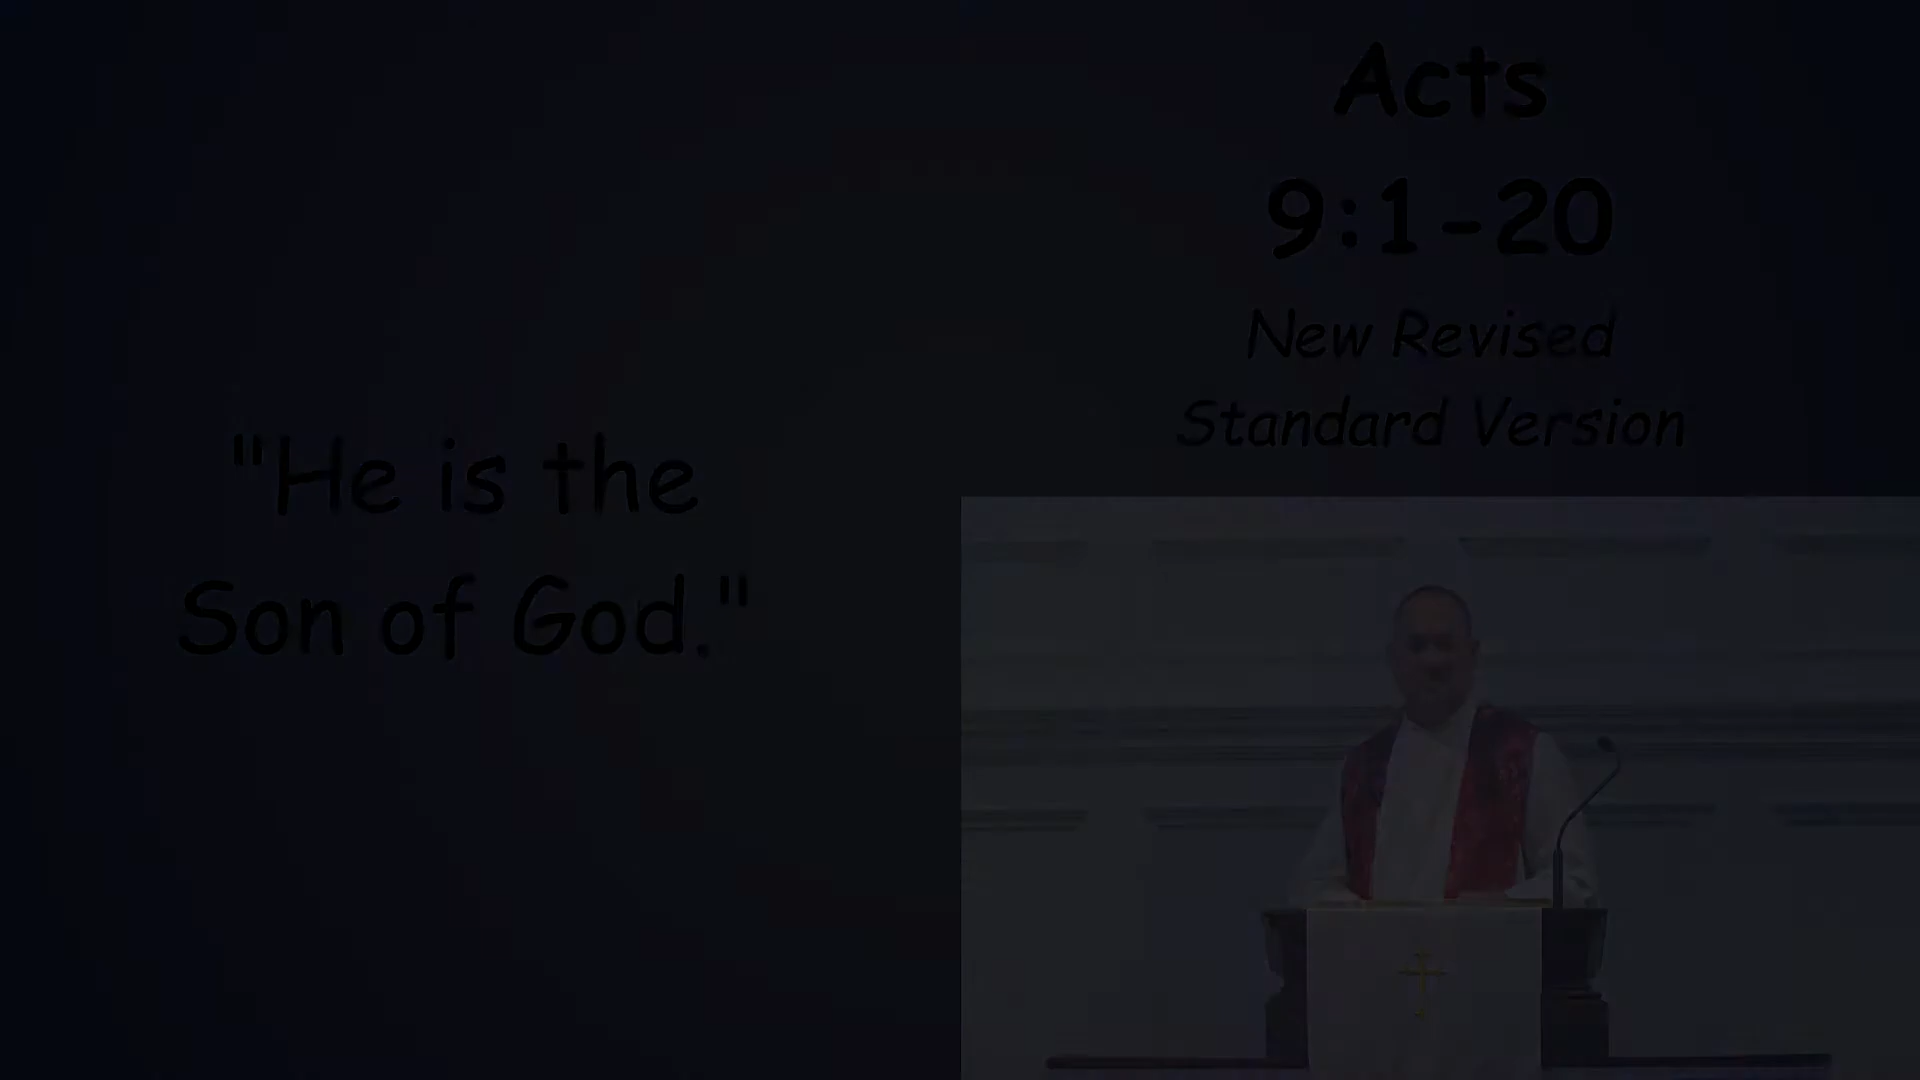 Acts
9:1-20
New Revised
Standard Version
"He is the
Son of God."